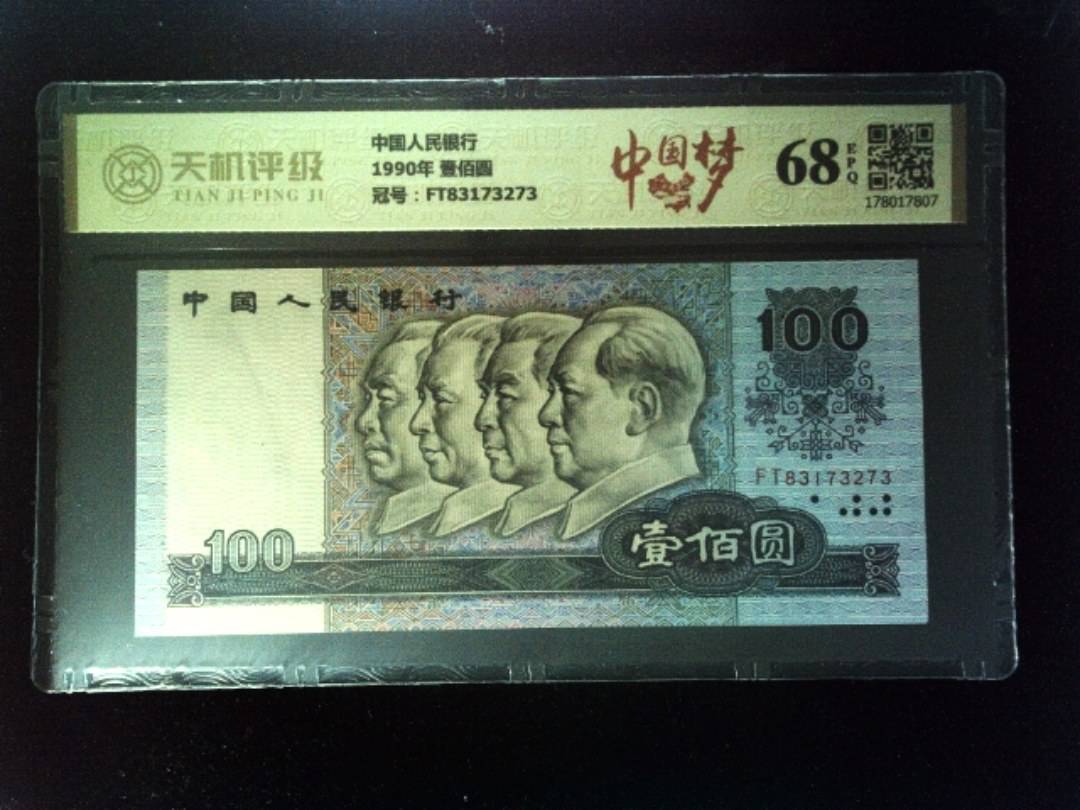 天机评级
TIAN JI PING JI
中国人民银行
1990年 壹佰圆
冠号：FT83173273
中国梦
68
EPQ
178017807
中国人民银行
100
FT83173273
100
壹佰圆